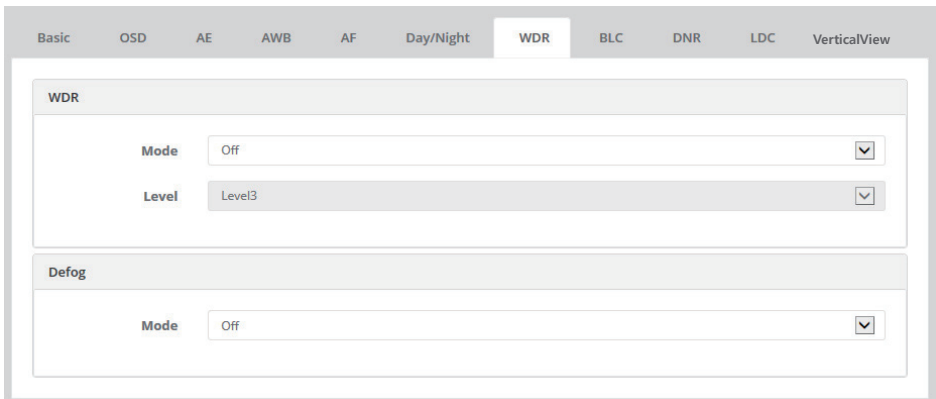 Basic OSD AE AWB AF Day/Night WDR BLC DNR LDC VerticalView
WDR
Mode Off
Level Level3
Defog
Mode Off